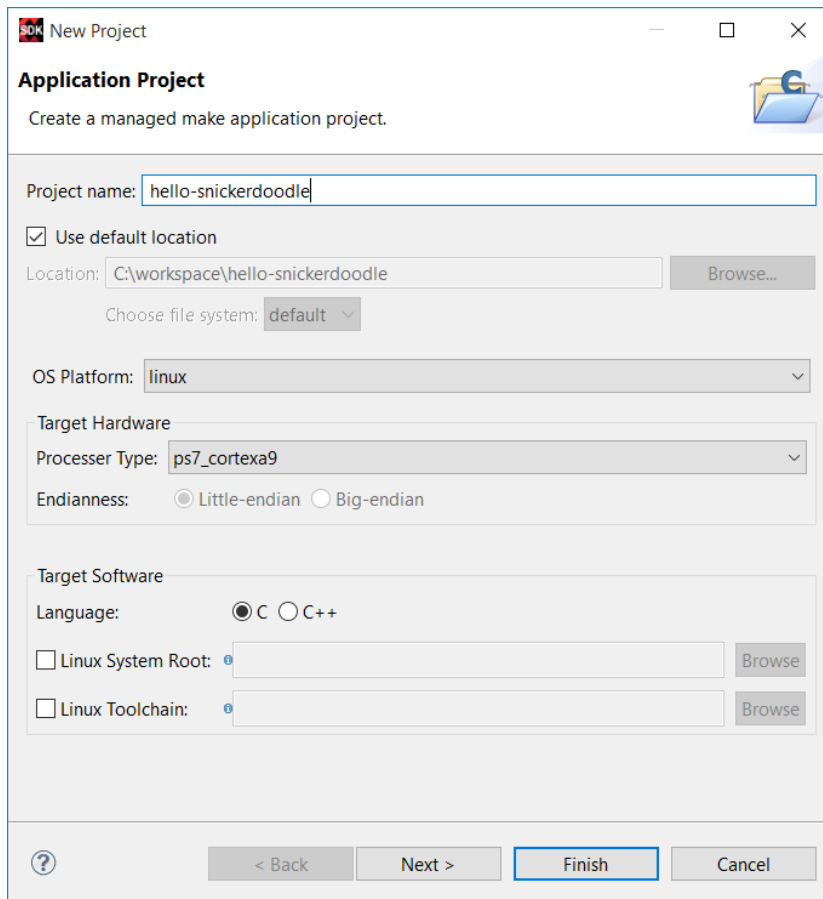 SDK New Project
Application Project
Create a managed make application project.
C
Project name: hello-snickerdoodle
Use default location
Location: C:\workspace\hello-snickerdoodle Browse...
Choose file system: default
OS Platform: linux
Target Hardware
Processer Type: ps7_cortexa9
Endianness: Little-endian Big-endian
Target Software
Language: C C++
Linux System Root: Browse
Linux Toolchain: Browse
? < Back Next > Finish Cancel